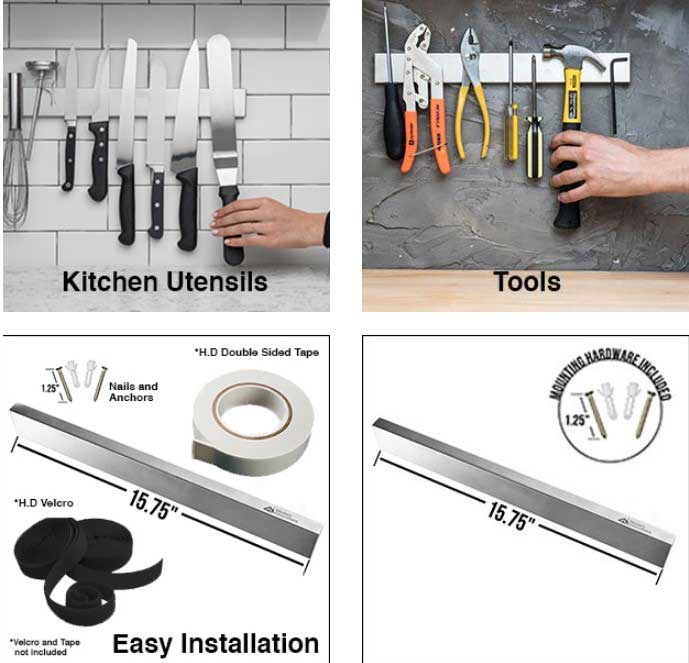 Kitchen Utensils
Tools
*H.D Double Sided Tape
1.25"
Nails and
Anchors
15.75"
*H.D Velcro
*Velcro and Tape
not included
Easy Installation
MOUNTING HARDWARE INCLUDED
1.25"
15.75"